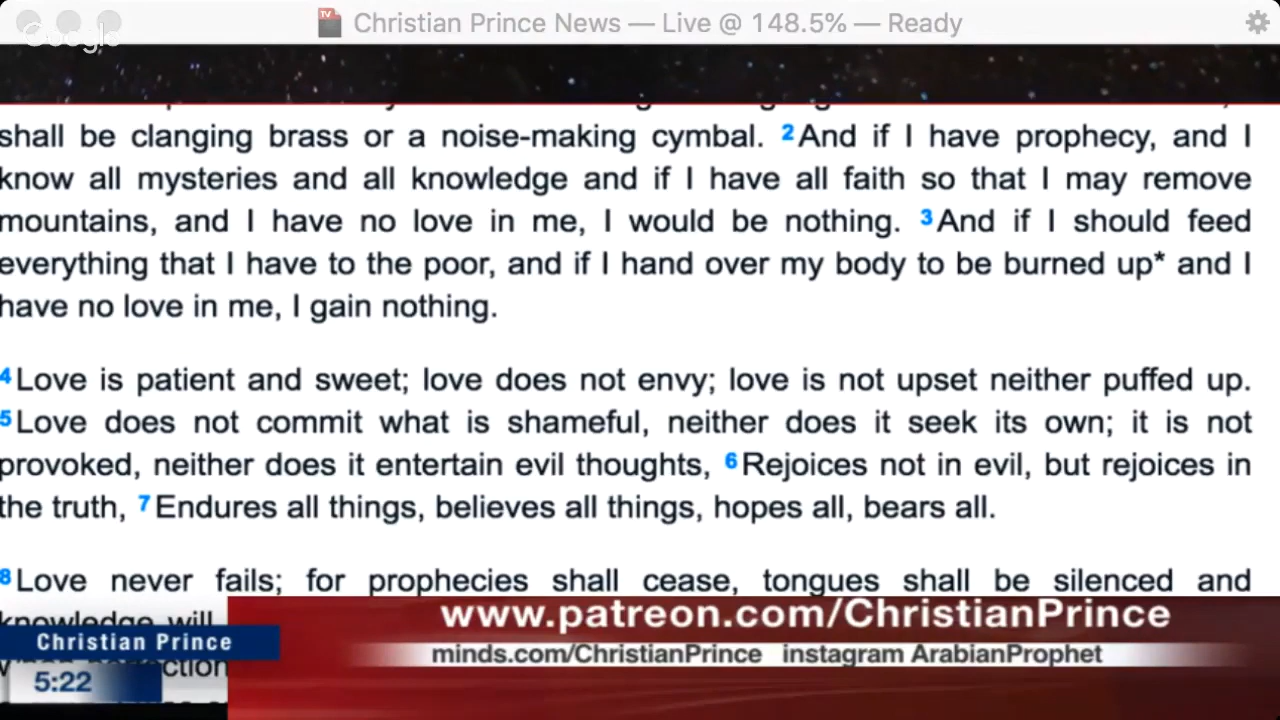 Christian Prince News — Live @ 148.5% — Ready
Google
shall be clanging brass or a noise-making cymbal. 2And if I have prophecy, and I
know all mysteries and all knowledge and if I have all faith so that I may remove
mountains, and I have no love in me, I would be nothing. 3And if I should feed
everything that I have to the poor, and if I hand over my body to be burned up* and I
have no love in me, I gain nothing.
4Love is patient and sweet; love does not envy; love is not upset neither puffed up.
5Love does not commit what is shameful, neither does it seek its own; it is not
provoked, neither does it entertain evil thoughts, 6Rejoices not in evil, but rejoices in
the truth, 7Endures all things, believes all things, hopes all, bears all.
8Love never fails; for prophecies shall cease, tongues shall be silenced and
knowledge will
www.patreon.com/ChristianPrince
Christian Prince
minds.com/ChristianPrince instagram ArabianProphet
5:22